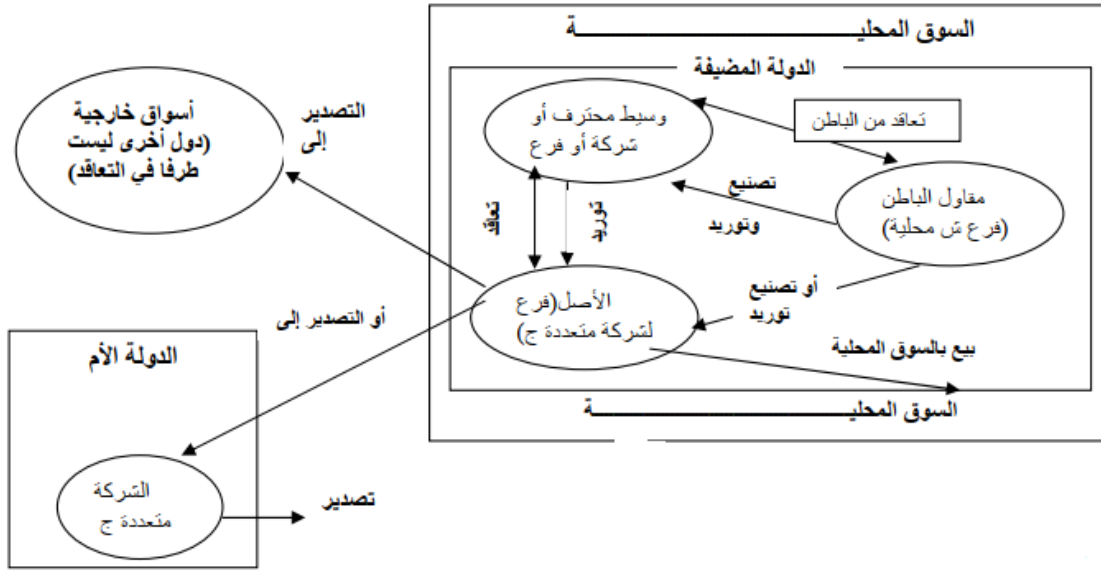 السوق المحليـــــــــــــــــــــــــــــة
الدولة المضيفة
وسيط محترف أو
شركة أو فرع
تعاقد من الباطن
مقاول الباطن
(فرع ش محلية)
تصنيع
وتوريد
تعاقد
توريد
أو تصنيع
توريد
الأصل(فرع
لشركة متعددة ج)
بيع بالسوق المحلية
السوق المحليـــــــــــــــــــــــــــــة
التصدير
إلى
أسواق خارجية
(دول أخرى ليست
طرفا في التعاقد)
أو التصدير إلى
الدولة الأم
الشركة
متعددة ج
تصدير